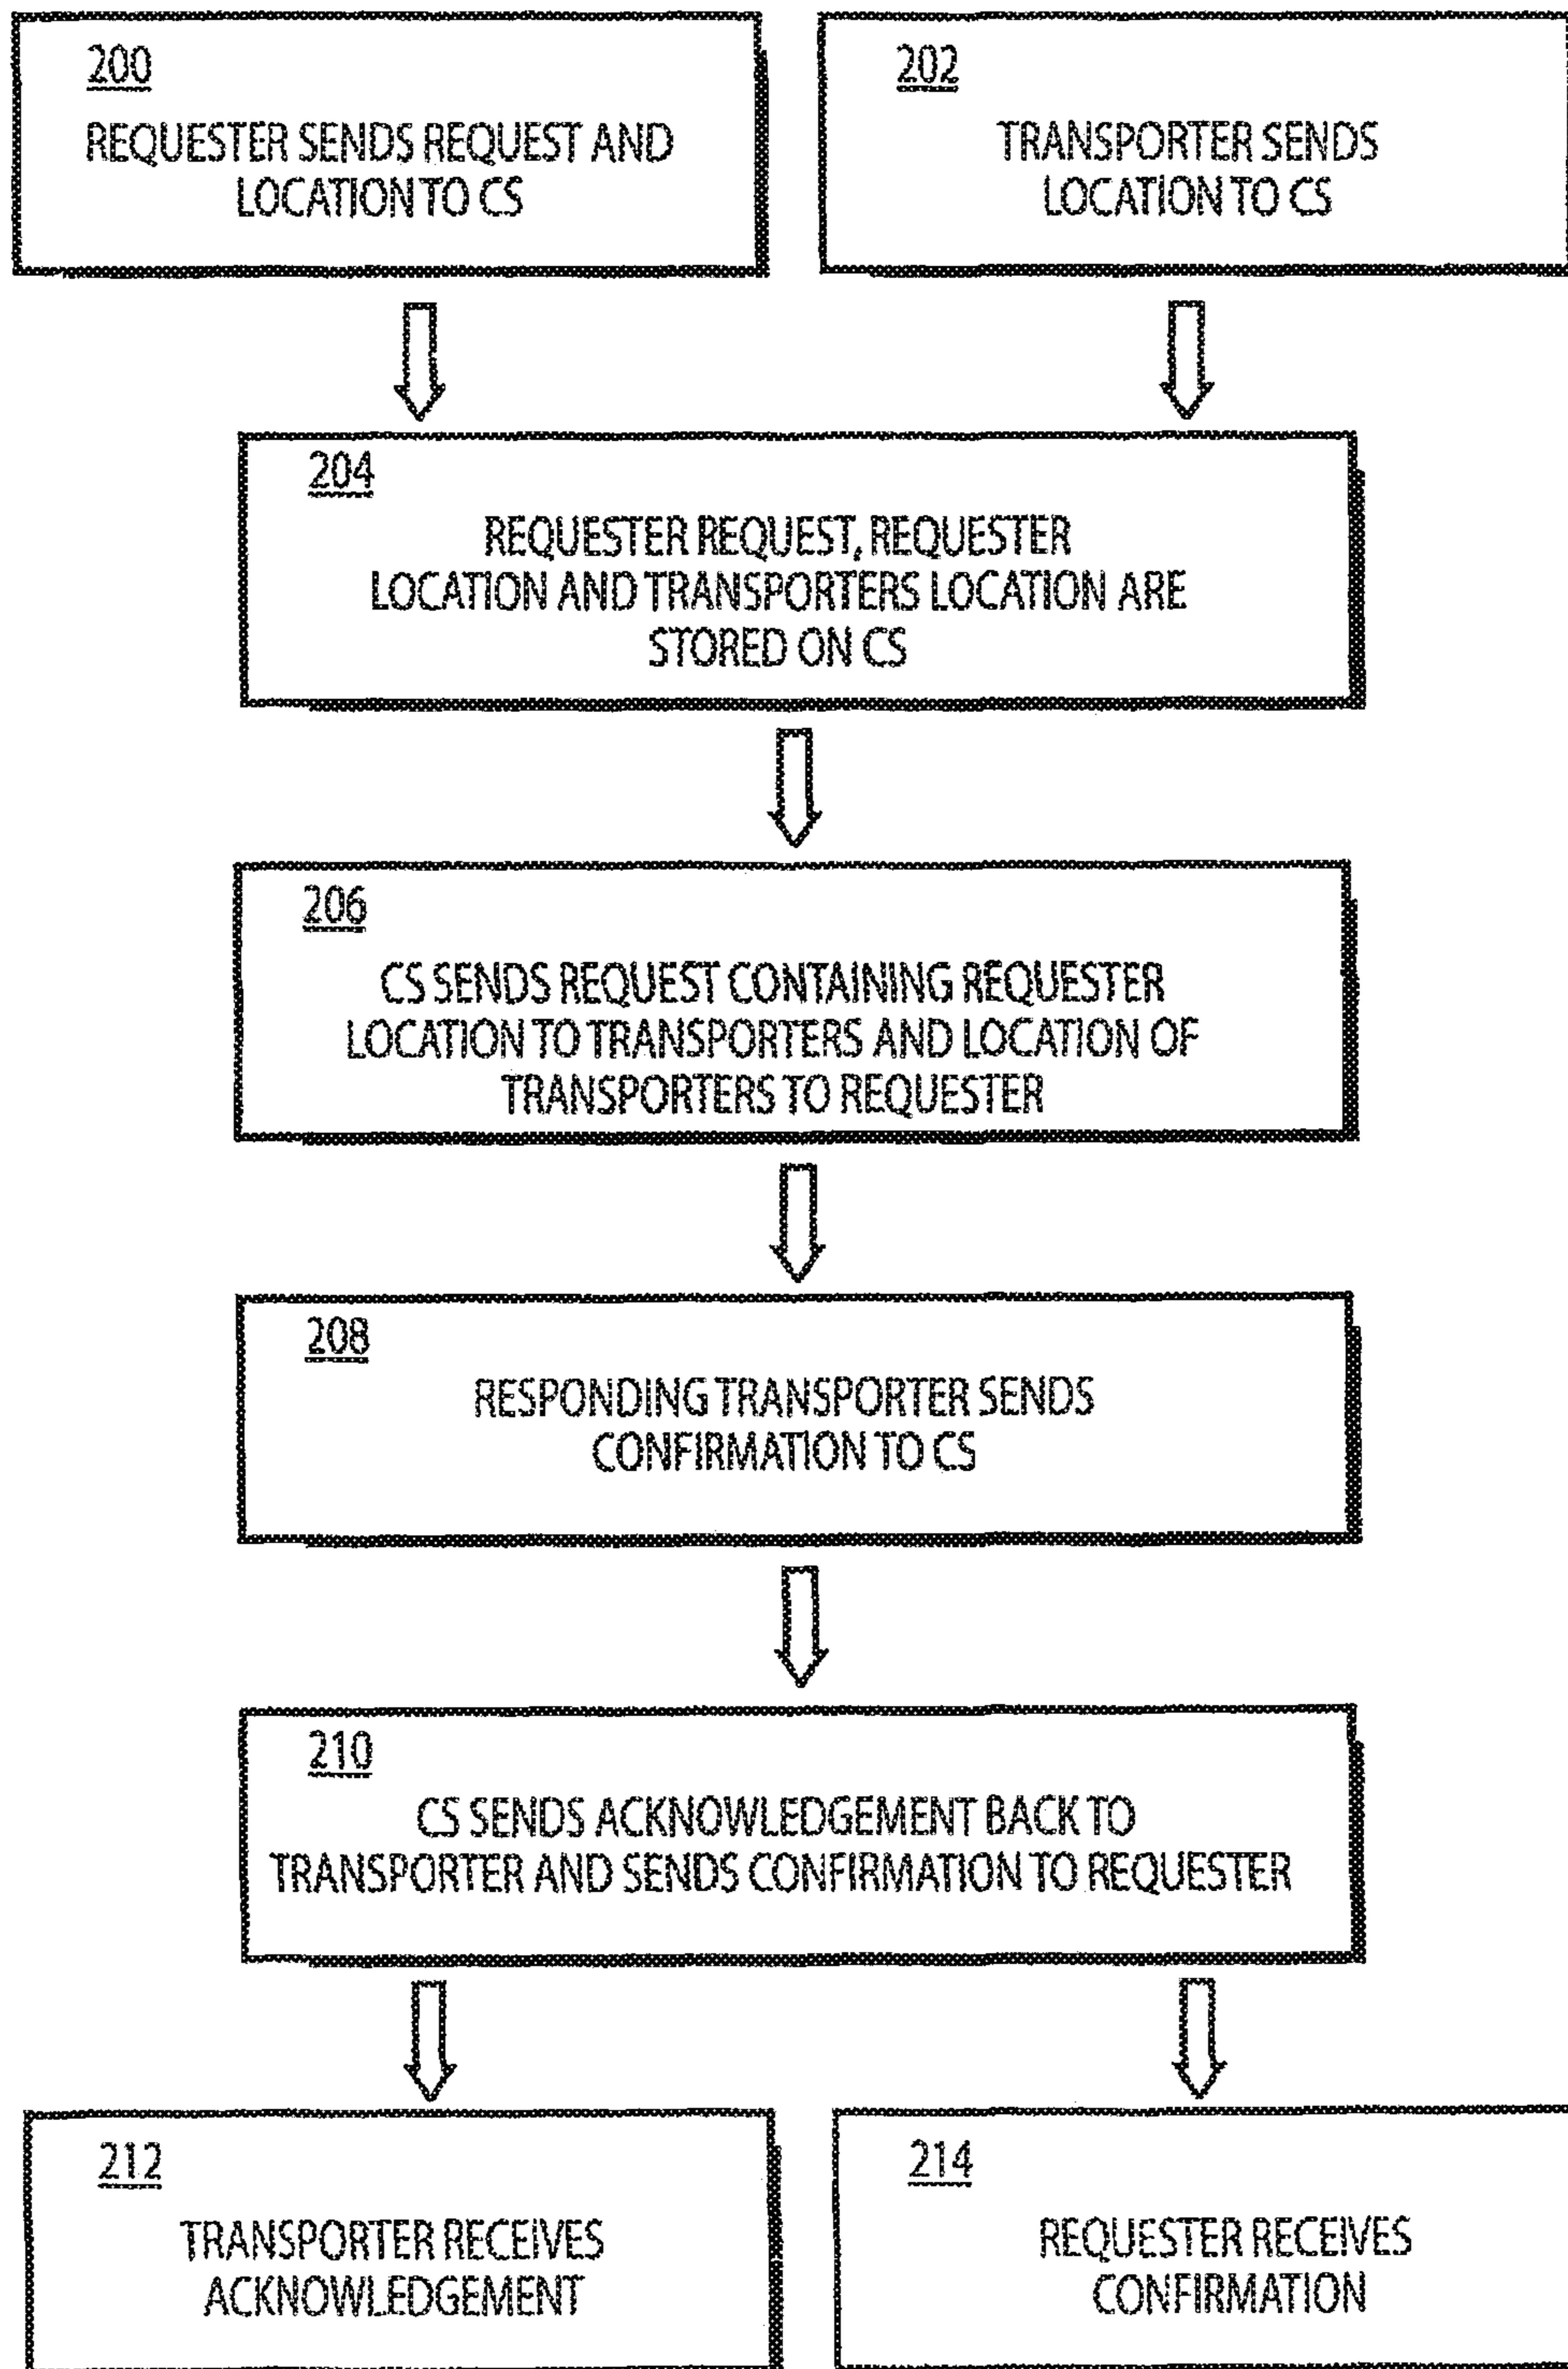 200
REQUESTER SENDS REQUEST AND
LOCATION TO CS
202
TRANSPORTER SENDS
LOCATION TO CS
204
REQUESTER REQUEST, REQUESTER
LOCATION AND TRANSPORTERS LOCATION ARE
STORED ON CS
206
CS SENDS REQUEST CONTAINING REQUESTER
LOCATION TO TRANSPORTERS AND LOCATION OF
TRANSPORTERS TO REQUESTER
208
RESPONDING TRANSPORTER SENDS
CONFIRMATION TO CS
210
CS SENDS ACKNOWLEDGEMENT BACK TO
TRANSPORTER AND SENDS CONFIRMATION TO REQUESTER
212
TRANSPORTER RECEIVES
ACKNOWLEDGEMENT
214
REQUESTER RECEIVES
CONFIRMATION